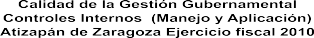 Calidad de la Gestión Gubernamental
Controles Internos (Manejo y Aplicación)
Atizapán de Zaragoza Ejercicio fiscal 2010